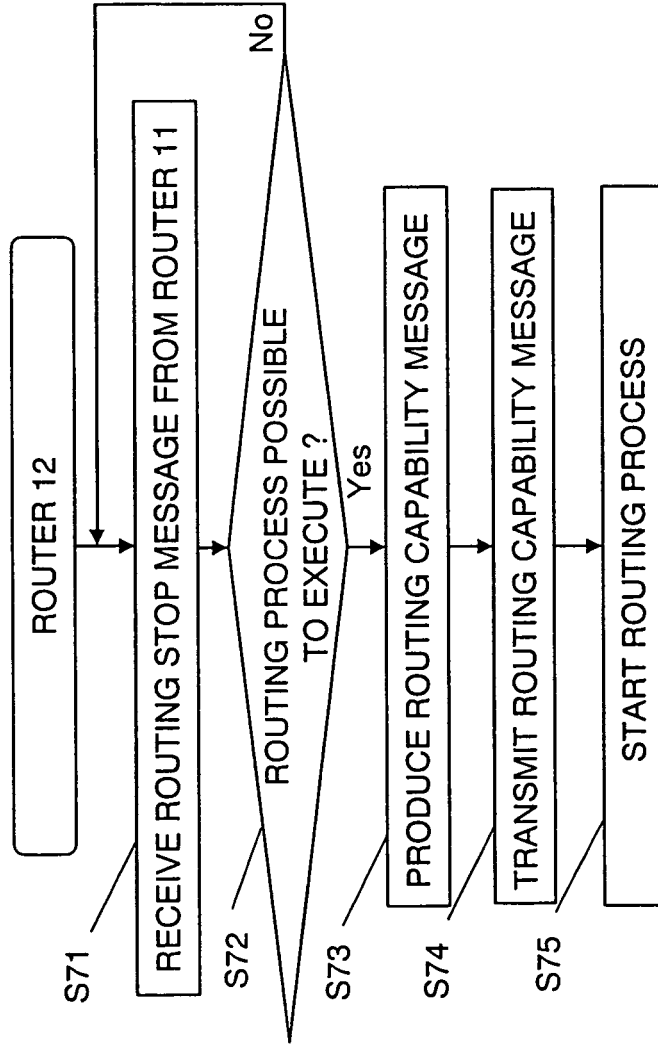 ROUTER 12
S71
RECEIVE ROUTING STOP MESSAGE FROM ROUTER 11
S72
ROUTING PROCESS POSSIBLE
TO EXECUTE ?
No
Yes
S73
PRODUCE ROUTING CAPABILITY MESSAGE
S74
TRANSMIT ROUTING CAPABILITY MESSAGE
S75
START ROUTING PROCESS